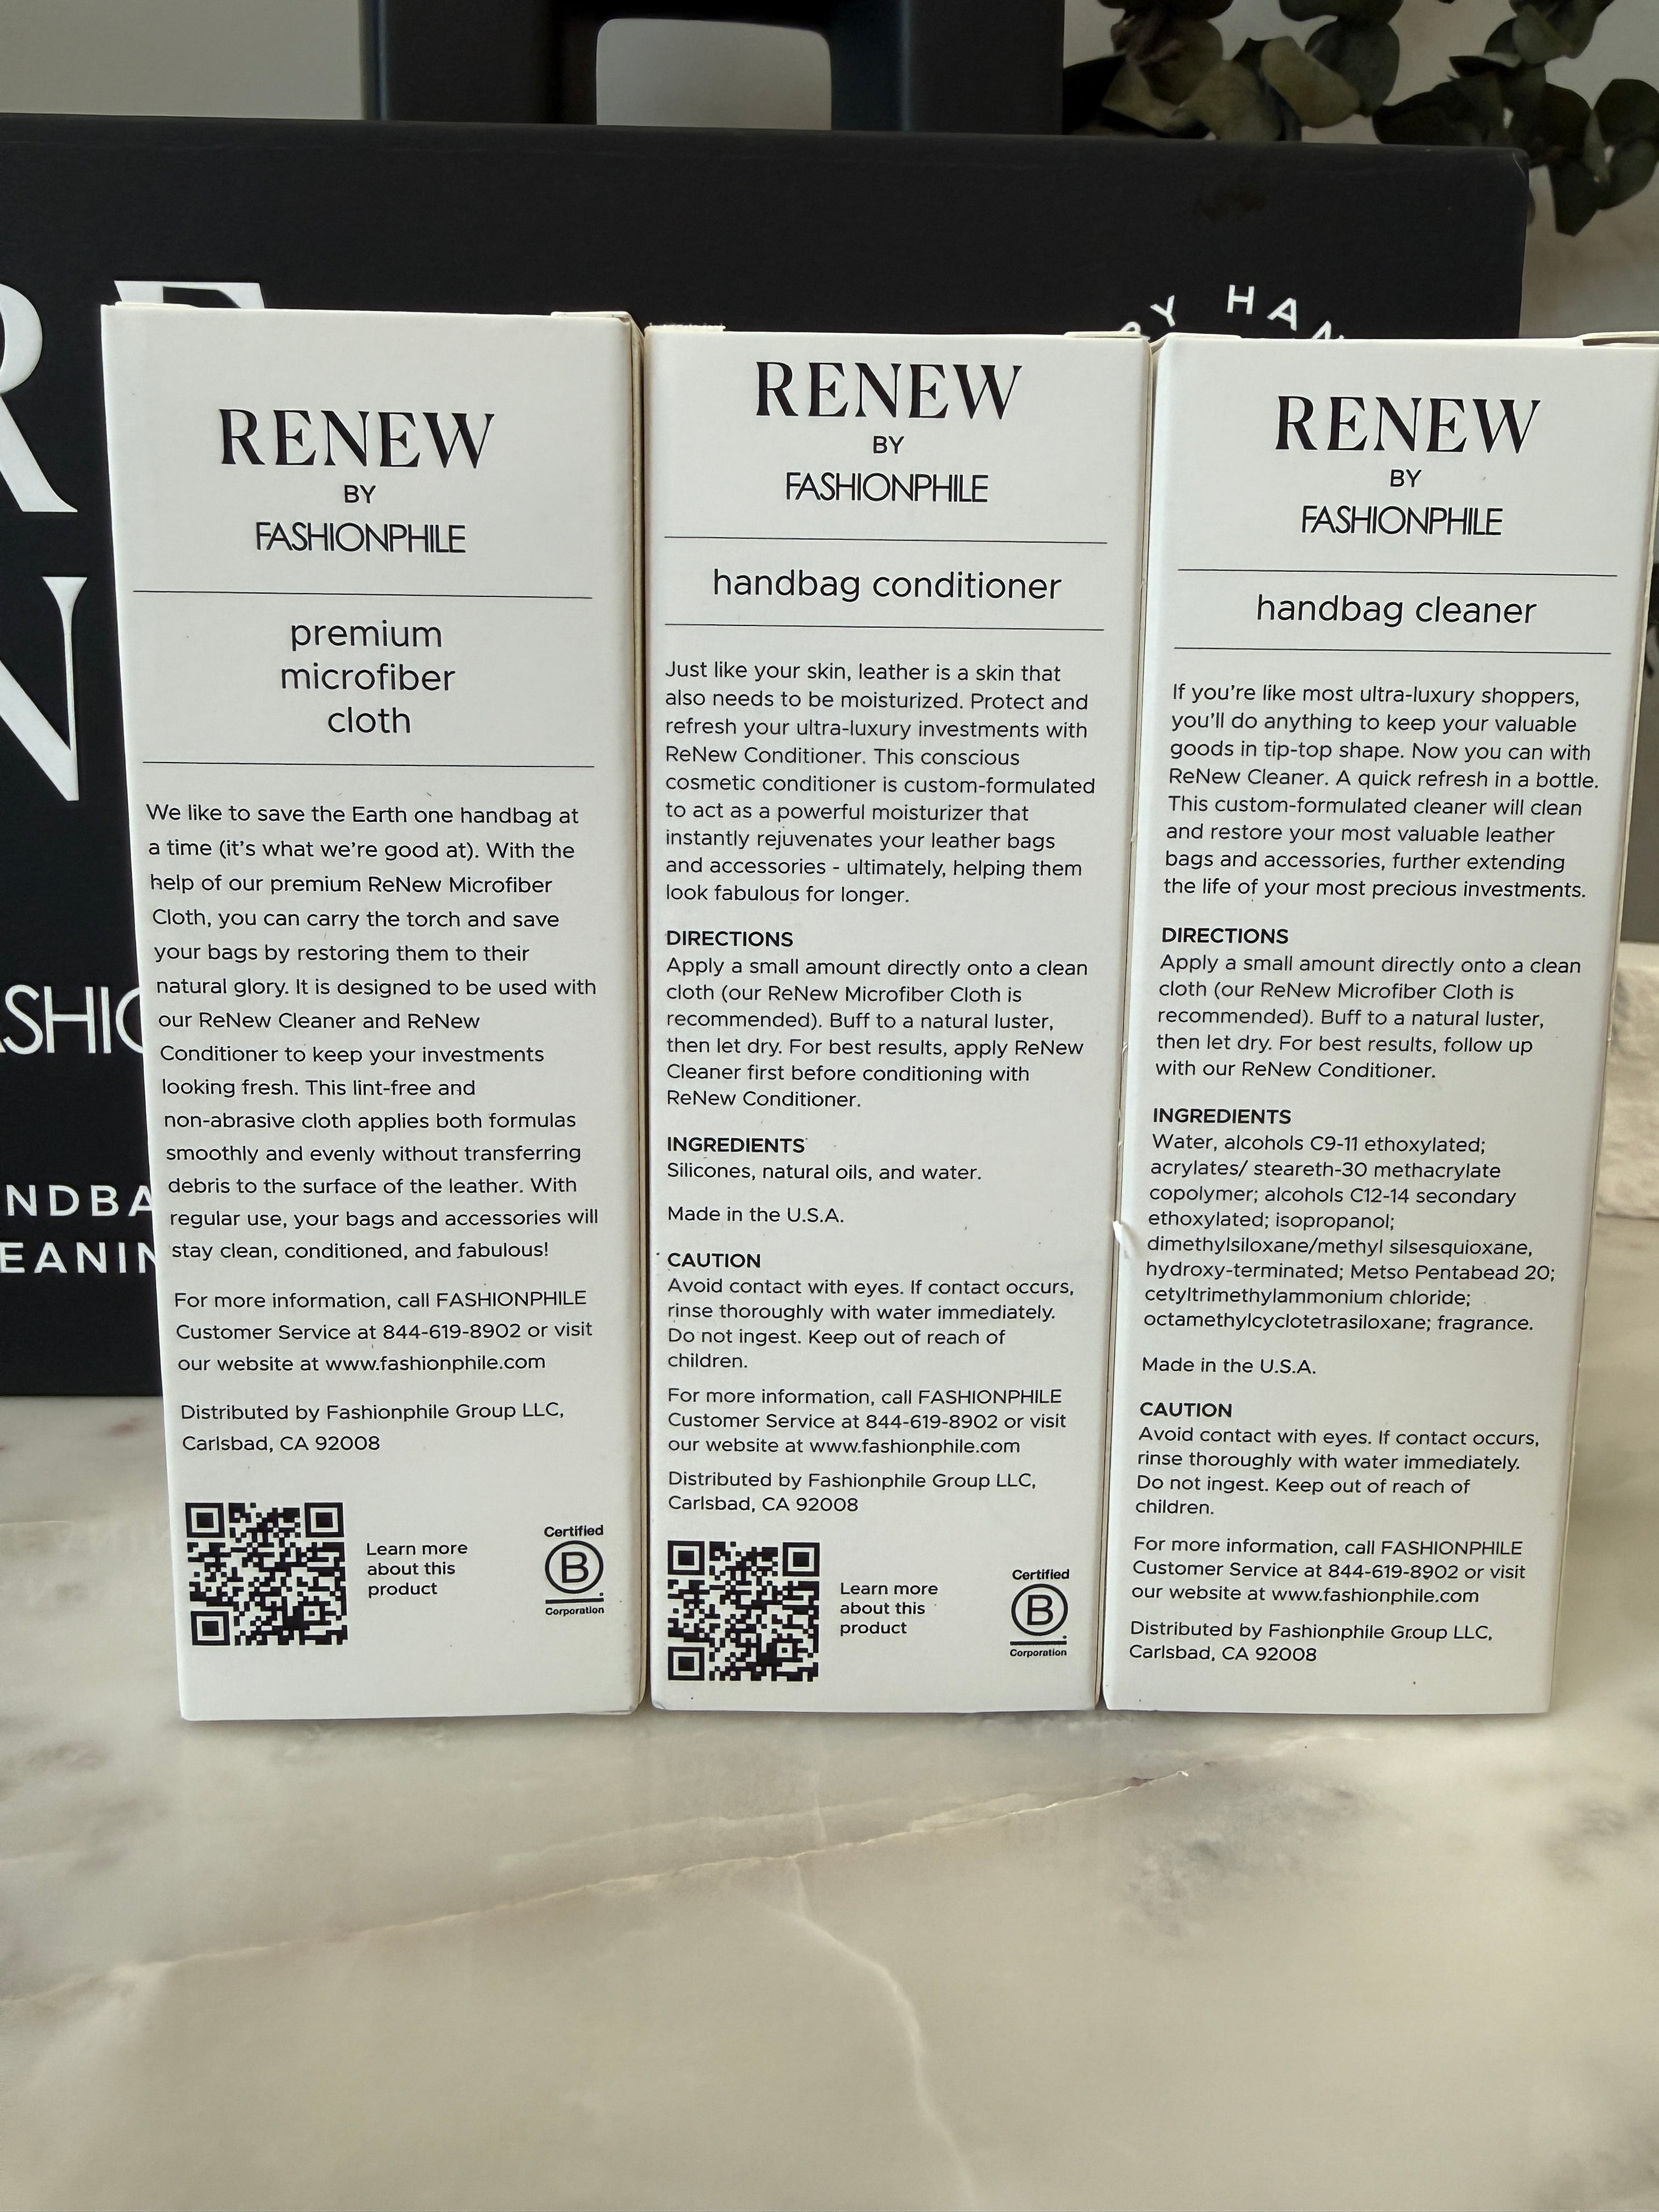 RE
N
ASHIO
NDBA
EANIN
BY HAN
RENEW
BY
FASHIONPHILE
premium
microfiber
cloth
We like to save the Earth one handbag at
a time (it's what we're good at). With the
help of our premium ReNew Microfiber
Cloth, you can carry the torch and save
your bags by restoring them to their
natural glory. It is designed to be used with
our ReNew Cleaner and ReNew
Conditioner to keep your investments
looking fresh. This lint-free and
non-abrasive cloth applies both formulas
smoothly and evenly without transferring
debris to the surface of the leather. With
regular use, your bags and accessories will
stay clean, conditioned, and fabulous!
For more information, call FASHIONPHILE
Customer Service at 844-619-8902 or visit
our website at www.fashionphile.com
Distributed by Fashionphile Group LLC,
Carlsbad, CA 92008
Learn more
about this
product
Certified
B
Corporation
RENEW
BY
FASHIONPHILE
handbag conditioner
Just like your skin, leather is a skin that
also needs to be moisturized. Protect and
refresh your ultra-luxury investments with
ReNew Conditioner. This conscious
cosmetic conditioner is custom-formulated
to act as a powerful moisturizer that
instantly rejuvenates your leather bags
and accessories - ultimately, helping them
look fabulous for longer.
DIRECTIONS
Apply a small amount directly onto a clean
cloth (our ReNew Microfiber Cloth is
recommended). Buff to a natural luster,
then let dry. For best results, apply ReNew
Cleaner first before conditioning with
ReNew Conditioner.
INGREDIENTS
Silicones, natural oils, and water.
Made in the U.S.A.
CAUTION
Avoid contact with eyes. If contact occurs,
rinse thoroughly with water immediately.
Do not ingest. Keep out of reach of
children.
For more information, call FASHIONPHILE
Customer Service at 844-619-8902 or visit
our website at www.fashionphile.com
Distributed by Fashionphile Group LLC,
Carlsbad, CA 92008
Learn more
about this
product
Certified
B
Corporation
RENEW
BY
FASHIONPHILE
handbag cleaner
If you're like most ultra-luxury shoppers,
you'll do anything to keep your valuable
goods in tip-top shape. Now you can with
ReNew Cleaner. A quick refresh in a bottle.
This custom-formulated cleaner will clean
and restore your most valuable leather
bags and accessories, further extending
the life of your most precious investments.
DIRECTIONS
Apply a small amount directly onto a clean
cloth (our ReNew Microfiber Cloth is
recommended). Buff to a natural luster,
then let dry. For best results, follow up
with our ReNew Conditioner.
INGREDIENTS
Water, alcohols C9-11 ethoxylated;
acrylates/ steareth-30 methacrylate
copolymer; alcohols C12-14 secondary
ethoxylated; isopropanol;
dimethylsiloxane/methyl silsesquioxane,
hydroxy-terminated; Metso Pentabead 20;
cetyltrimethylammonium chloride;
octamethylcyclotetrasiloxane; fragrance.
Made in the U.S.A.
CAUTION
Avoid contact with eyes. If contact occurs,
rinse thoroughly with water immediately.
Do not ingest. Keep out of reach of
children.
For more information, call FASHIONPHILE
Customer Service at 844-619-8902 or visit
our website at www.fashionphile.com
Distributed by Fashionphile Group LLC,
Carlsbad, CA 92008